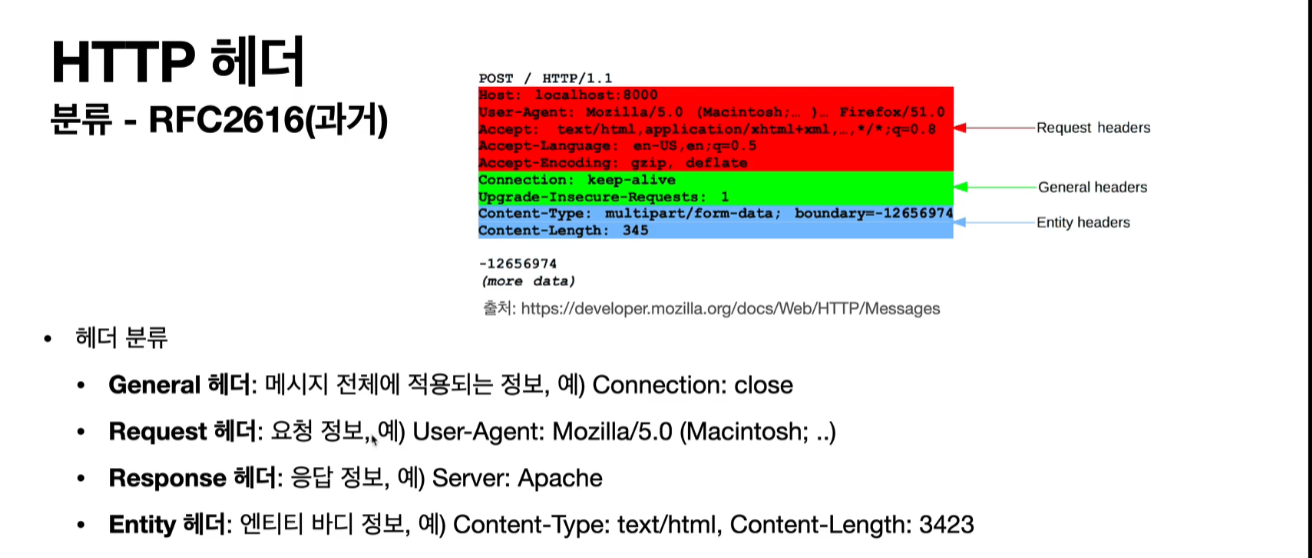 HTTP 헤더
분류 - RFC2616(과거)
POST / HTTP/1.1
Host: localhost:8000
User-Agent: Mozilla/5.0 (Macintosh;… )… Firefox/51.0
Accept: text/html,application/xhtml+xml,…,*/*;q=0.8
Accept-Language: en-US,en;q=0.5
Accept-Encoding: gzip, deflate
Connection: keep-alive
Upgrade-Insecure-Requests: 1
Content-Type: multipart/form-data; boundary=-12656974
Content-Length: 345
Request headers
General headers
Entity headers
-12656974
(more data)
출처: https://developer.mozilla.org/docs/Web/HTTP/Messages
• 헤더 분류
• General 헤더: 메시지 전체에 적용되는 정보, 예) Connection: close
• Request 헤더: 요청 정보, 예) User-Agent: Mozilla/5.0 (Macintosh; ..)
• Response 헤더: 응답 정보, 예) Server: Apache
• Entity 헤더: 엔티티 바디 정보, 예) Content-Type: text/html, Content-Length: 3423